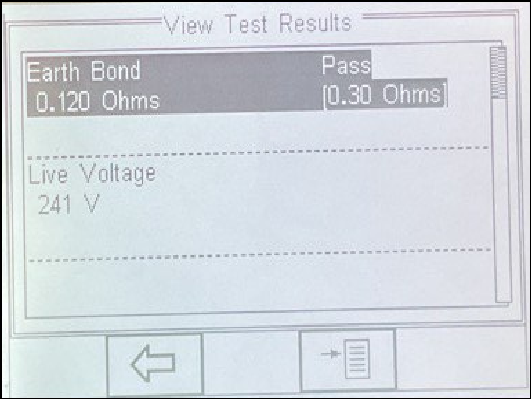 View Test Results
Earth Bond Pass
0.120 Ohms [0.30 Ohms]
Live Voltage
241 V